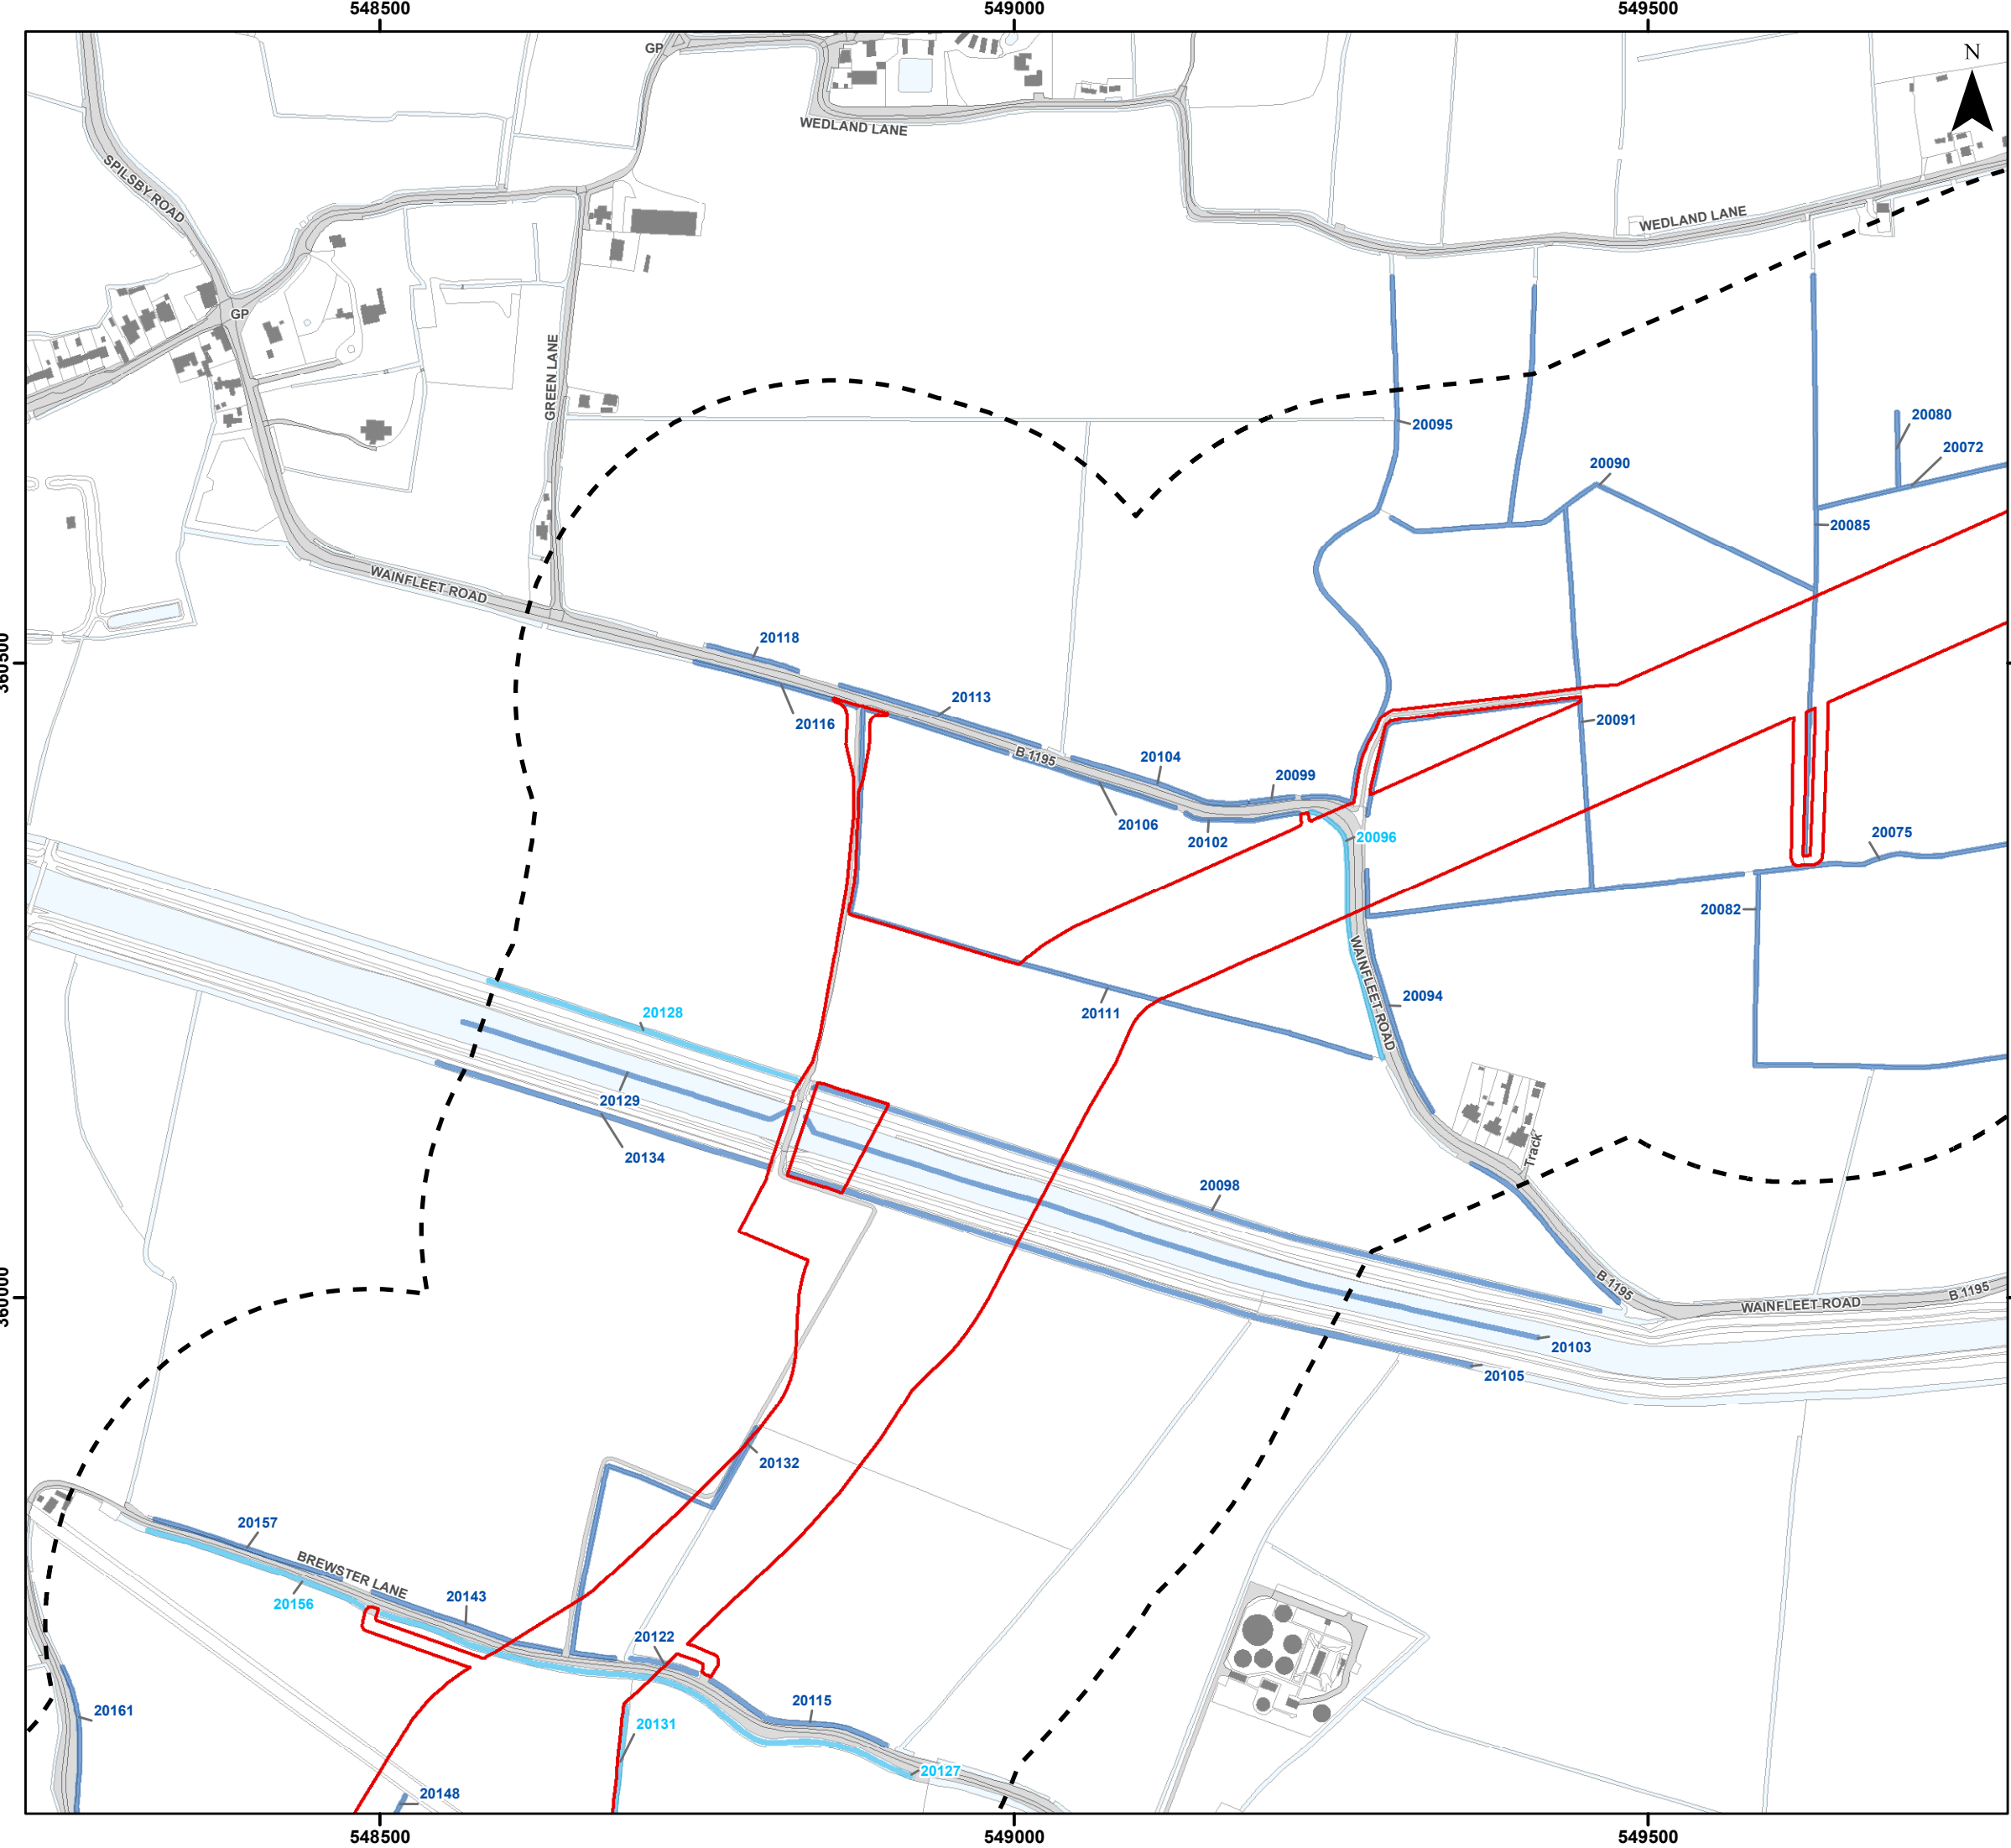 548500
549000
549500
GP
N
WEDLAND LANE
SPILSBY ROAD
WEDLAND LANE
GP
GREEN LANE
20095
20080
20072
20090
20085
WAINFLEET ROAD
360500
20118
20113
20116
20091
B 1195
20104
20099
20106
20102
20096
20075
20082
WAINFLEET ROAD
20094
20128
20111
20129
20134
Track
20098
360000
B 1195
WAINFLEET ROAD
B 1195
20103
20105
20132
20157
BREWSTER LANE
20156
20143
20122
20161
20115
20131
20127
20148
548500
549000
549500